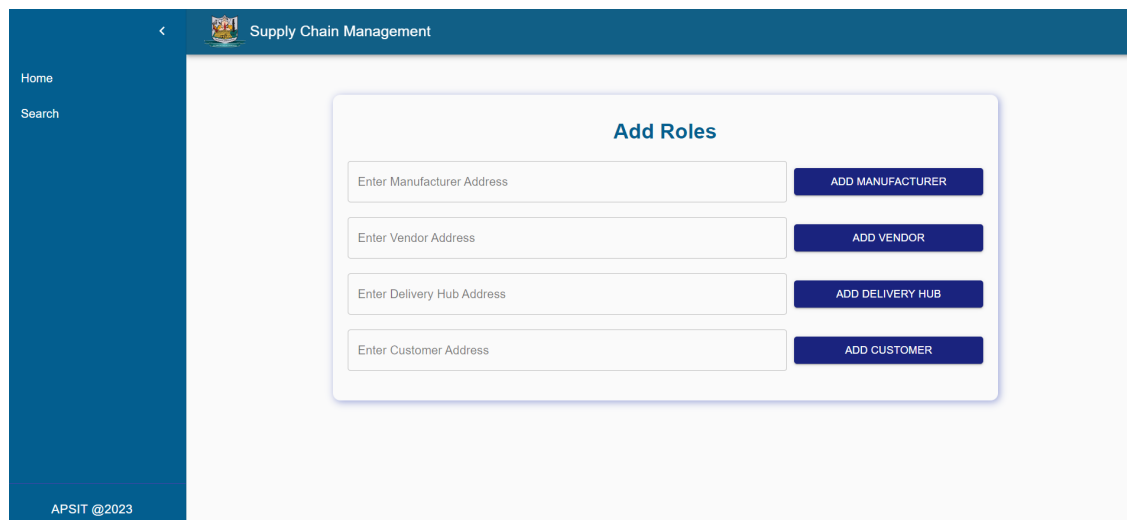 Supply Chain Management
Home
Search
Add Roles
Enter Manufacturer Address
ADD MANUFACTURER
Enter Vendor Address
ADD VENDOR
Enter Delivery Hub Address
ADD DELIVERY HUB
Enter Customer Address
ADD CUSTOMER
APSIT @2023